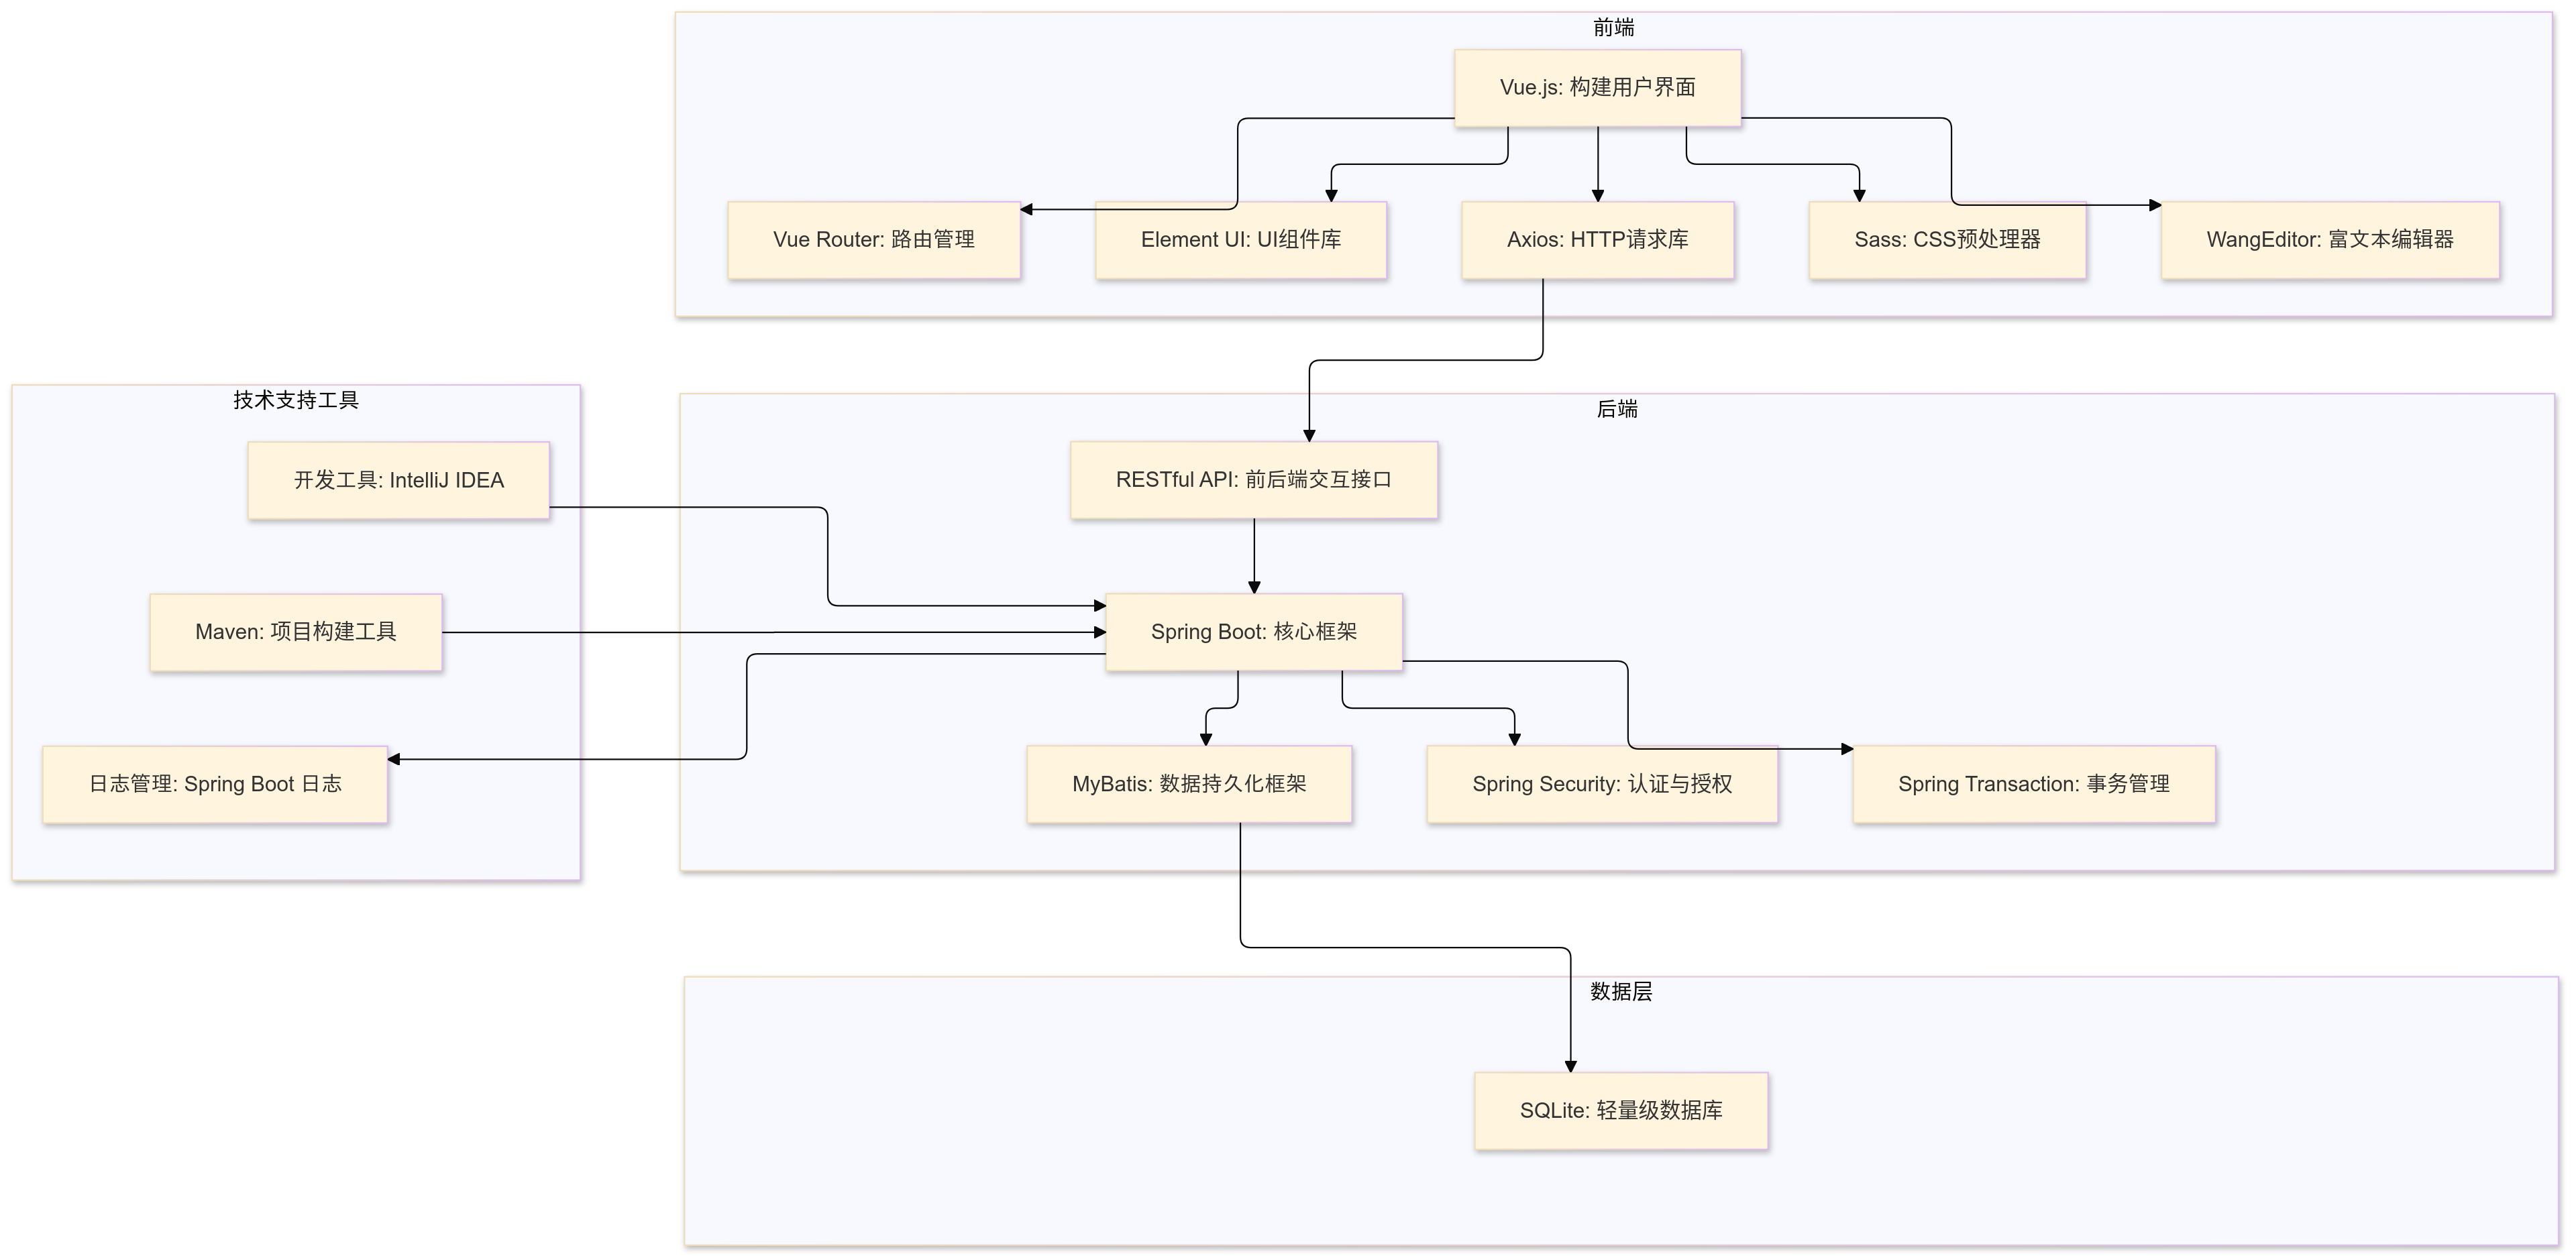 前端
Vue.js: 构建用户界面
Vue Router: 路由管理
Element UI: UI组件库
Axios: HTTP请求库
Sass: CSS预处理器
WangEditor: 富文本编辑器
技术支持工具
开发工具: IntelliJ IDEA
Maven: 项目构建工具
日志管理: Spring Boot 日志
后端
RESTful API: 前后端交互接口
Spring Boot: 核心框架
MyBatis: 数据持久化框架
Spring Security: 认证与授权
Spring Transaction: 事务管理
数据层
SQLite: 轻量级数据库